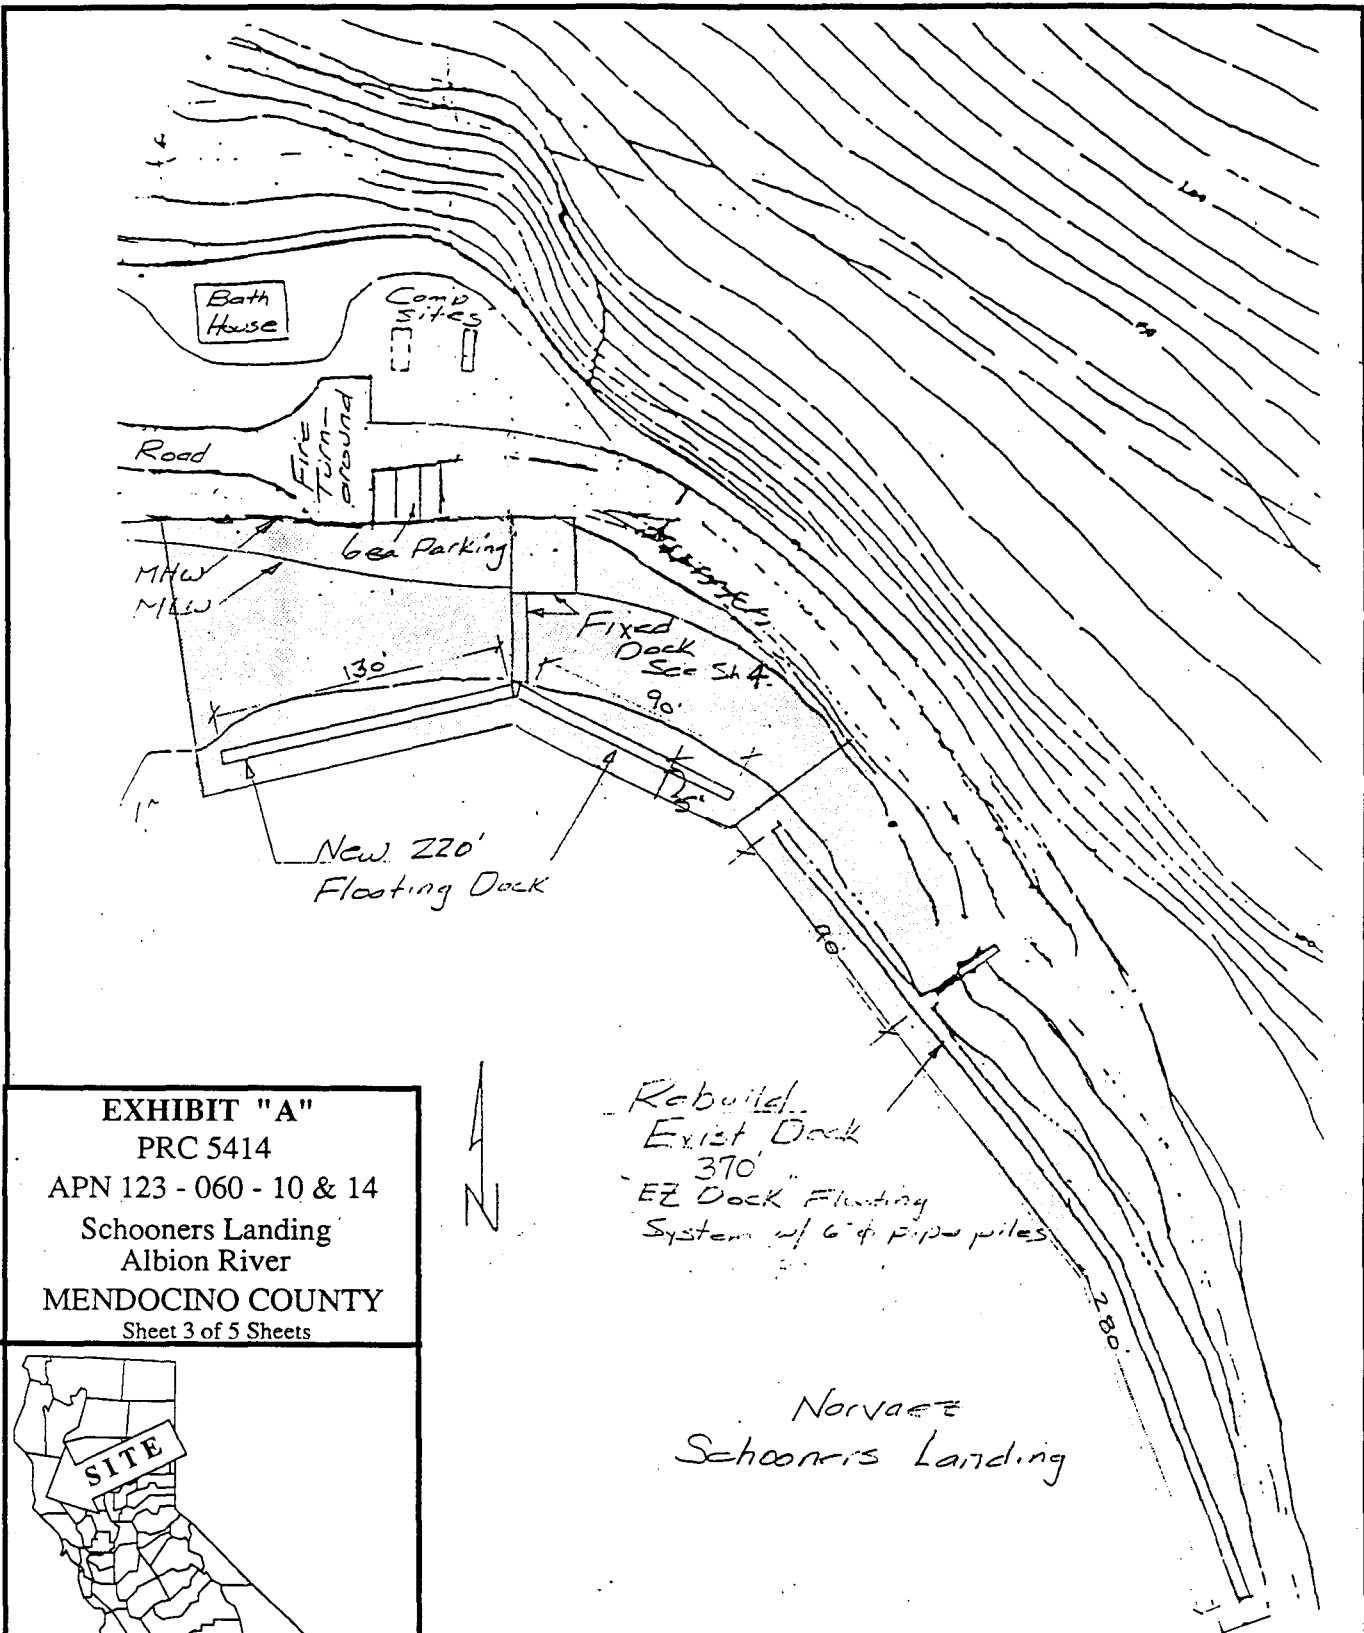 Bath
House
Camp
Sites
Road
Fire
Turn-
around
6ea Parking
MHW
MLLW
Fixed
Dock
See Sh 4.
130'
90'
25'
New 220'
Floating Dock
90'
Rebuild
Exist Dock
370'
EZ Dock Floating
System w/ 6" ϕ pipe piles
280'
N
Norvaez
Schooners Landing
EXHIBIT "A"
PRC 5414
APN 123 - 060 - 10 & 14
Schooners Landing
Albion River
MENDOCINO COUNTY
Sheet 3 of 5 Sheets
SITE